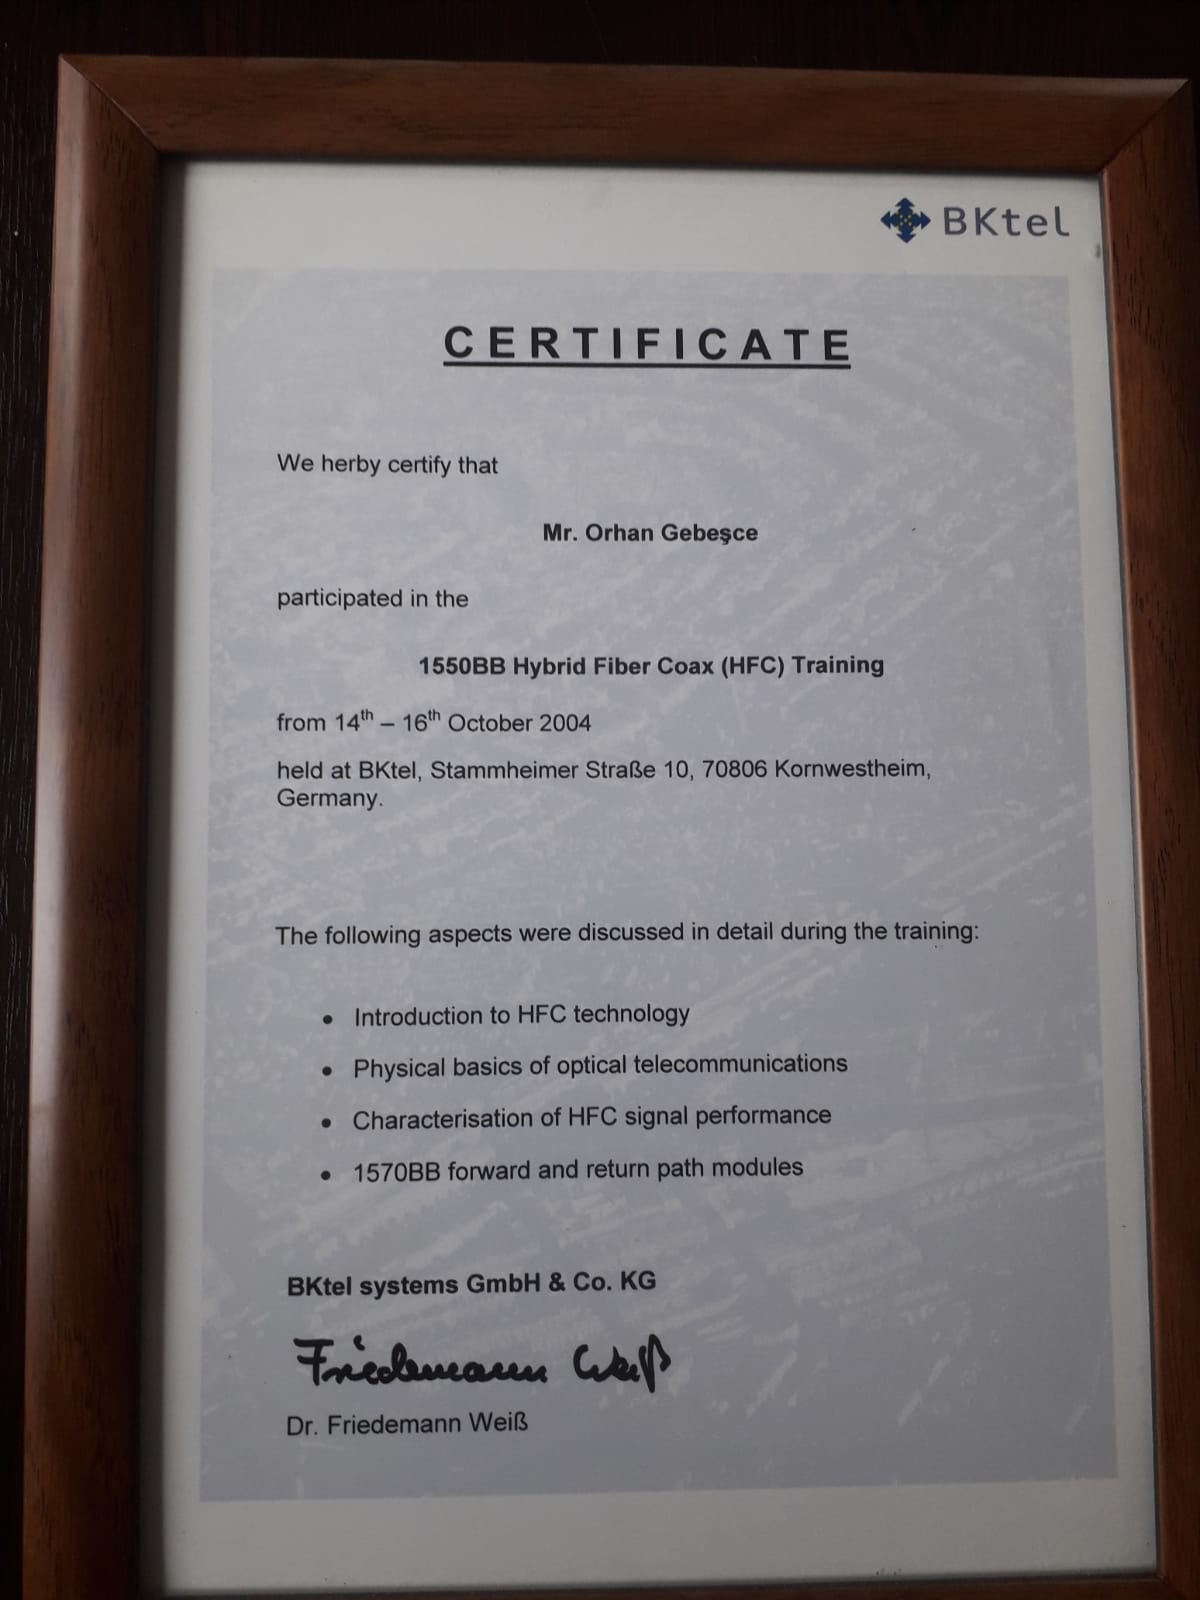 BKtel
CERTIFICATE
We herby certify that
Mr. Orhan Gebeşce
participated in the
1550BB Hybrid Fiber Coax (HFC) Training
from 14th – 16th October 2004
held at BKtel, Stammheimer Straße 10, 70806 Kornwestheim,
Germany.
The following aspects were discussed in detail during the training:
• Introduction to HFC technology
• Physical basics of optical telecommunications
• Characterisation of HFC signal performance
• 1570BB forward and return path modules
BKtel systems GmbH & Co. KG
Friedemann Weiß
Dr. Friedemann Weiß